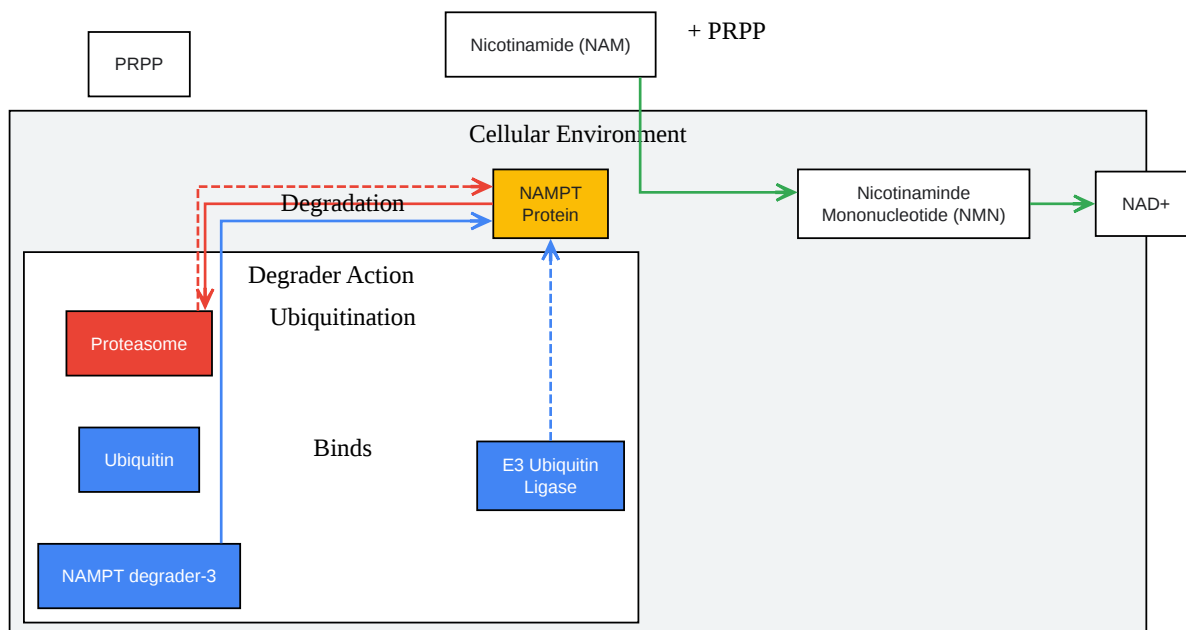 Nicotinamide (NAM)
+ PRPP
PRPP
Cellular Environment
NAMPT
Protein
Nicotinaminde
Mononucleotide (NMN)
NAD+
Degradation
Degrader Action
Ubiquitination
Proteasome
Binds
Ubiquitin
E3 Ubiquitin
Ligase
NAMPT degrader-3